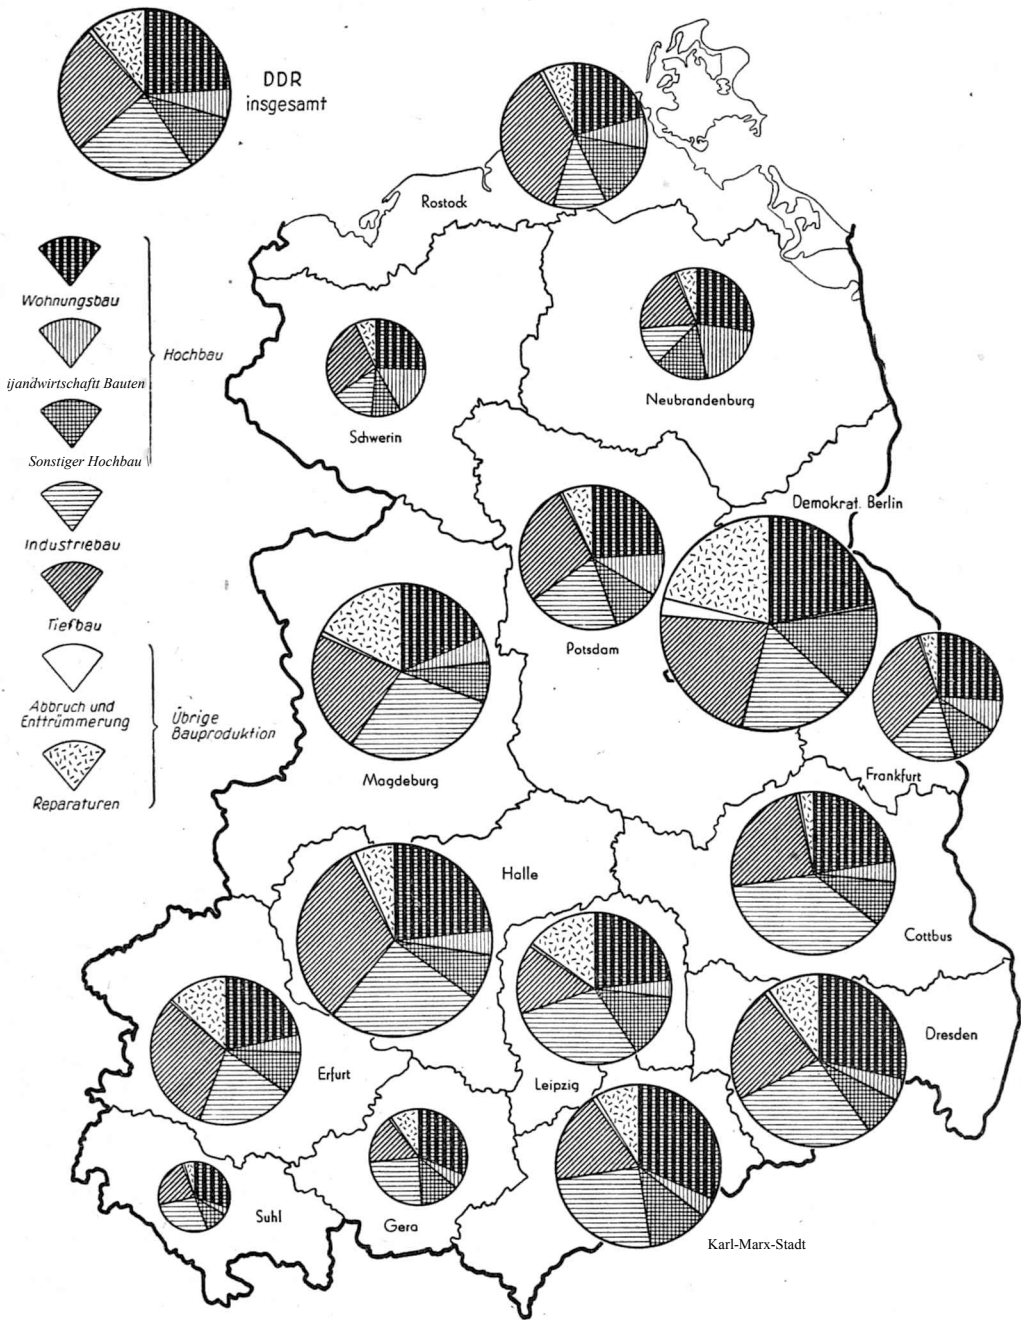 DDR
insgesamt
Wohnungsbau
ijandwirtschaftt Bauten
Sonstiger Hochbau
Hochbau
Industriebau
Tiefbau
Abbruch und
Enttrümmerung
Reparaturen
Übrige
Bauproduktion
Rostock
Schwerin
Neubrandenburg
Demokrat. Berlin
Potsdam
Magdeburg
Frankfurt
Halle
Cottbus
Dresden
Erfurt
Leipzig
Suhl
Gera
Karl-Marx-Stadt